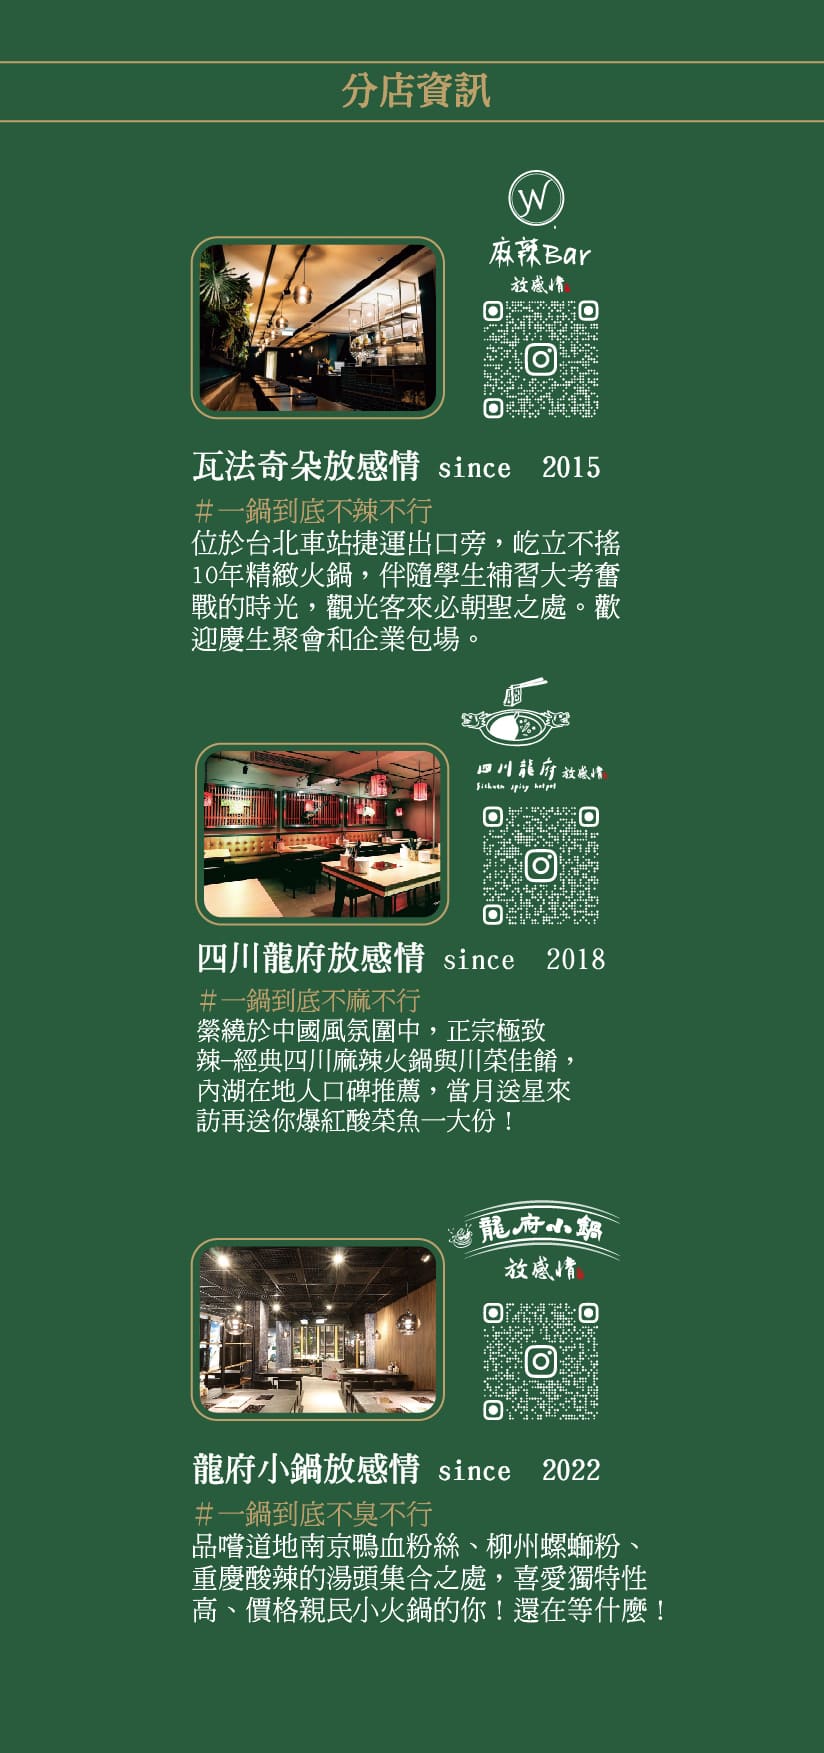 分店資訊
W
麻辣Bar
放感情
瓦法奇朵放感情 since 2015
#一鍋到底不辣不行
位於台北車站捷運出口旁，屹立不搖
10年精緻火鍋，伴隨學生補習大考奮
戰的時光，觀光客來必朝聖之處。歡
迎慶生聚會和企業包場。
四川龍府 放感情
Sichuan spicy hotpot
四川龍府放感情 since 2018
#一鍋到底不麻不行
縈繞於中國風氛圍中，正宗極致
辣—經典四川麻辣火鍋與川菜佳餚，
內湖在地人口碑推薦，當月送星來
訪再送你爆紅酸菜魚一大份！
龍府小鍋
放感情
龍府小鍋放感情 since 2022
#一鍋到底不臭不行
品嚐道地南京鴨血粉絲、柳州螺螄粉、
重慶酸辣的湯頭集合之處，喜愛獨特性
高、價格親民小火鍋的你！還在等什麼！